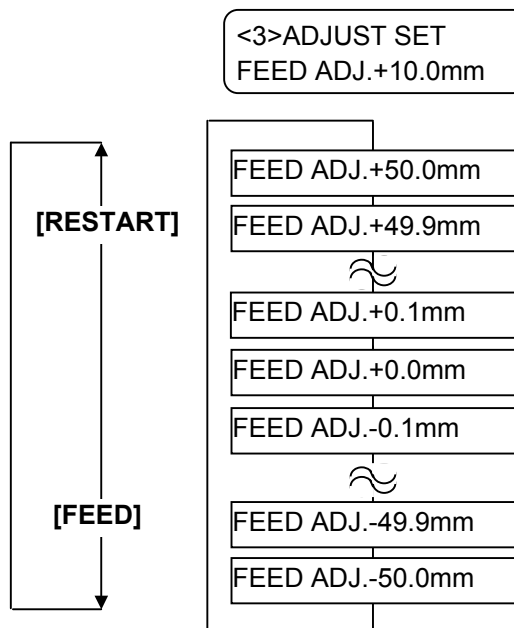 <3>ADJUST SET
FEED ADJ.+10.0mm
FEED ADJ.+50.0mm
[RESTART]
FEED ADJ.+49.9mm
FEED ADJ.+0.1mm
FEED ADJ.+0.0mm
FEED ADJ.-0.1mm
[FEED]
FEED ADJ.-49.9mm
FEED ADJ.-50.0mm